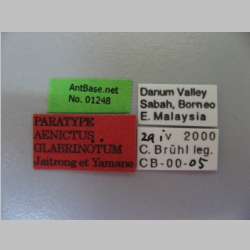 AntBase.net
No. 01248
Danum Valley
Sabah, Borneo
E. Malaysia
PARATYPE
AENICTUS
GLABRINOTUM
Jaitrong et Yamane
29 iv 2000
C. Brühl leg.
CB-00-05